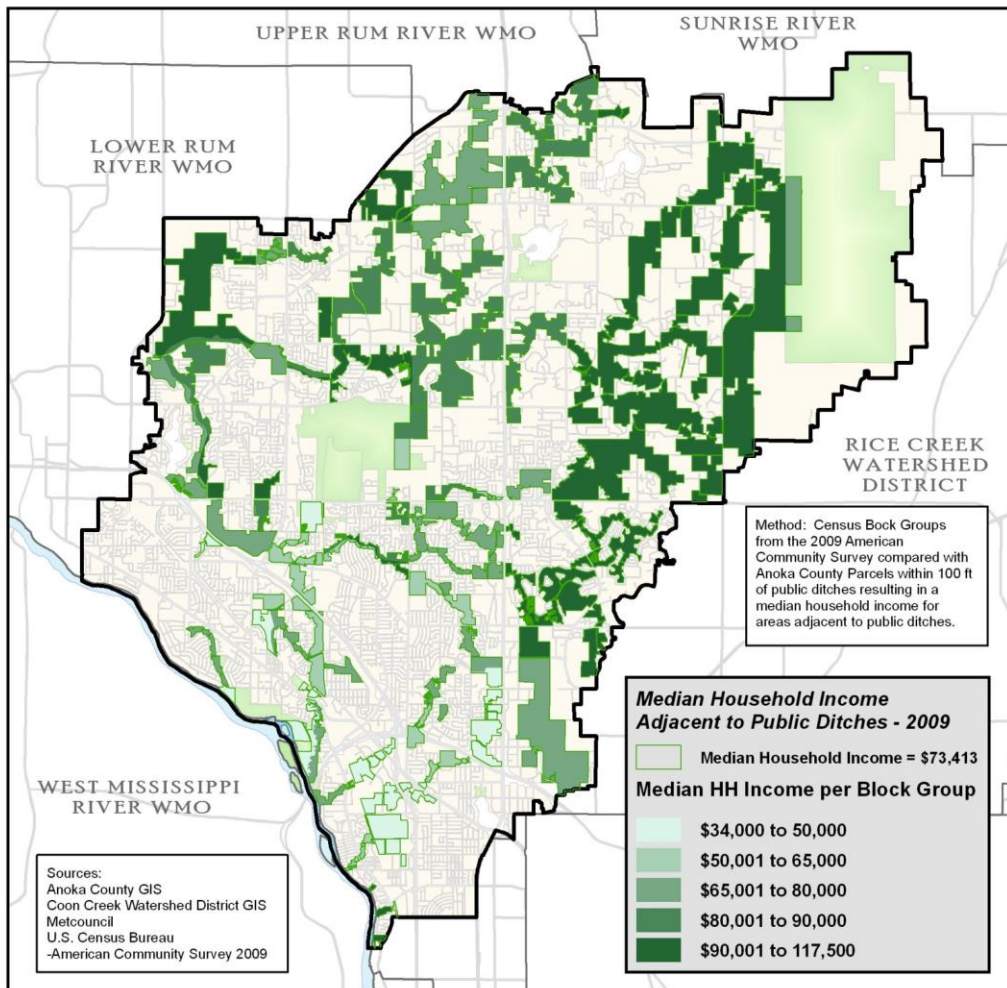 UPPER RUM RIVER WMO
SUNRISE RIVER
WMO
LOWER RUM
RIVER WMO
RICE CREEK
WATERSHED
DISTRICT
Method: Census Bock Groups
from the 2009 American
Community Survey compared with
Anoka County Parcels within 100 ft
of public ditches resulting in a
median household income for
areas adjacent to public ditches.
WEST MISSISSIPPI
RIVER WMO
Median Household Income
Adjacent to Public Ditches - 2009
Median Household Income = $73,413
Median HH Income per Block Group
$34,000 to 50,000
$50,001 to 65,000
$65,001 to 80,000
$80,001 to 90,000
$90,001 to 117,500
Sources:
Anoka County GIS
Coon Creek Watershed District GIS
Metcouncil
U.S. Census Bureau
-American Community Survey 2009